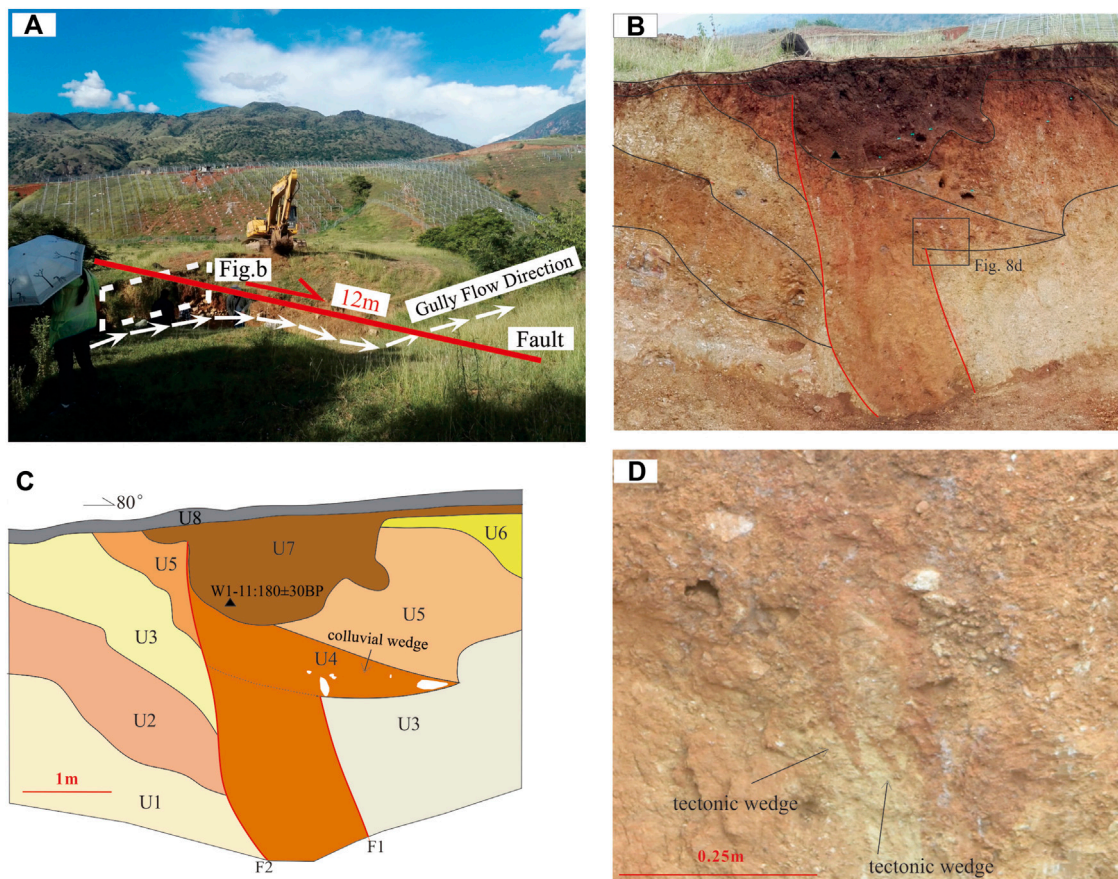 A
Fig.b
12m
Gully Flow Direction
Fault
B
Fig. 8d
C
80°
U8
U7
U6
U5
W1-11:180±30BP
U5
U3
colluvial wedge
U4
U3
U2
1m
U1
F1
F2
D
tectonic wedge
tectonic wedge
0.25m